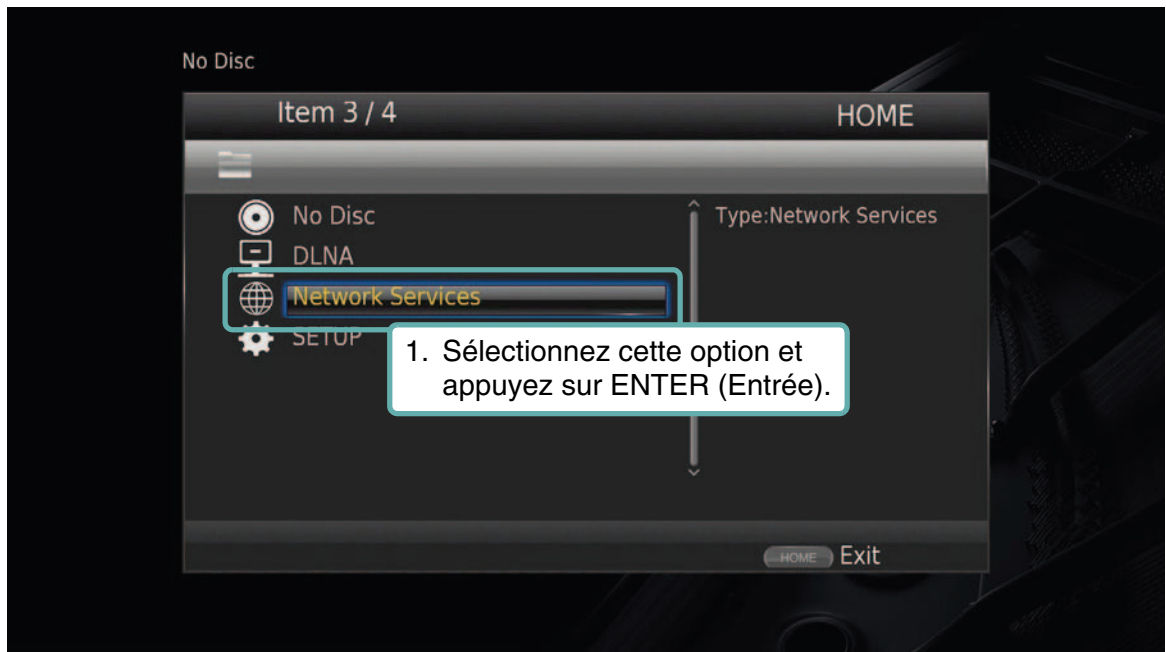 No Disc
Item 3 / 4
HOME
No Disc
Type:Network Services
DLNA
Network Services
SETUP
1. Sélectionnez cette option et
appuyez sur ENTER (Entrée).
HOME Exit